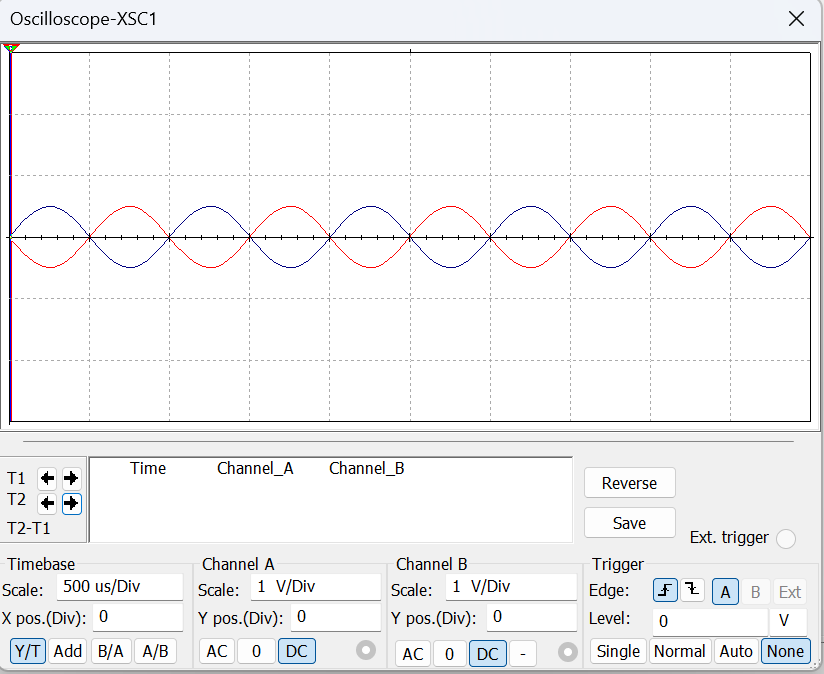 Oscilloscope-XSC1
Time Channel_A Channel_B
T1
T2
T2-T1
Reverse
Save
Ext. trigger
Timebase
Scale: 500 us/Div
X pos.(Div): 0
Y/T Add B/A A/B
Channel A
Scale: 1 V/Div
Y pos.(Div): 0
AC 0 DC
Channel B
Scale: 1 V/Div
Y pos.(Div): 0
AC 0 DC -
Trigger
Edge: A B Ext
Level: 0 V
Single Normal Auto None